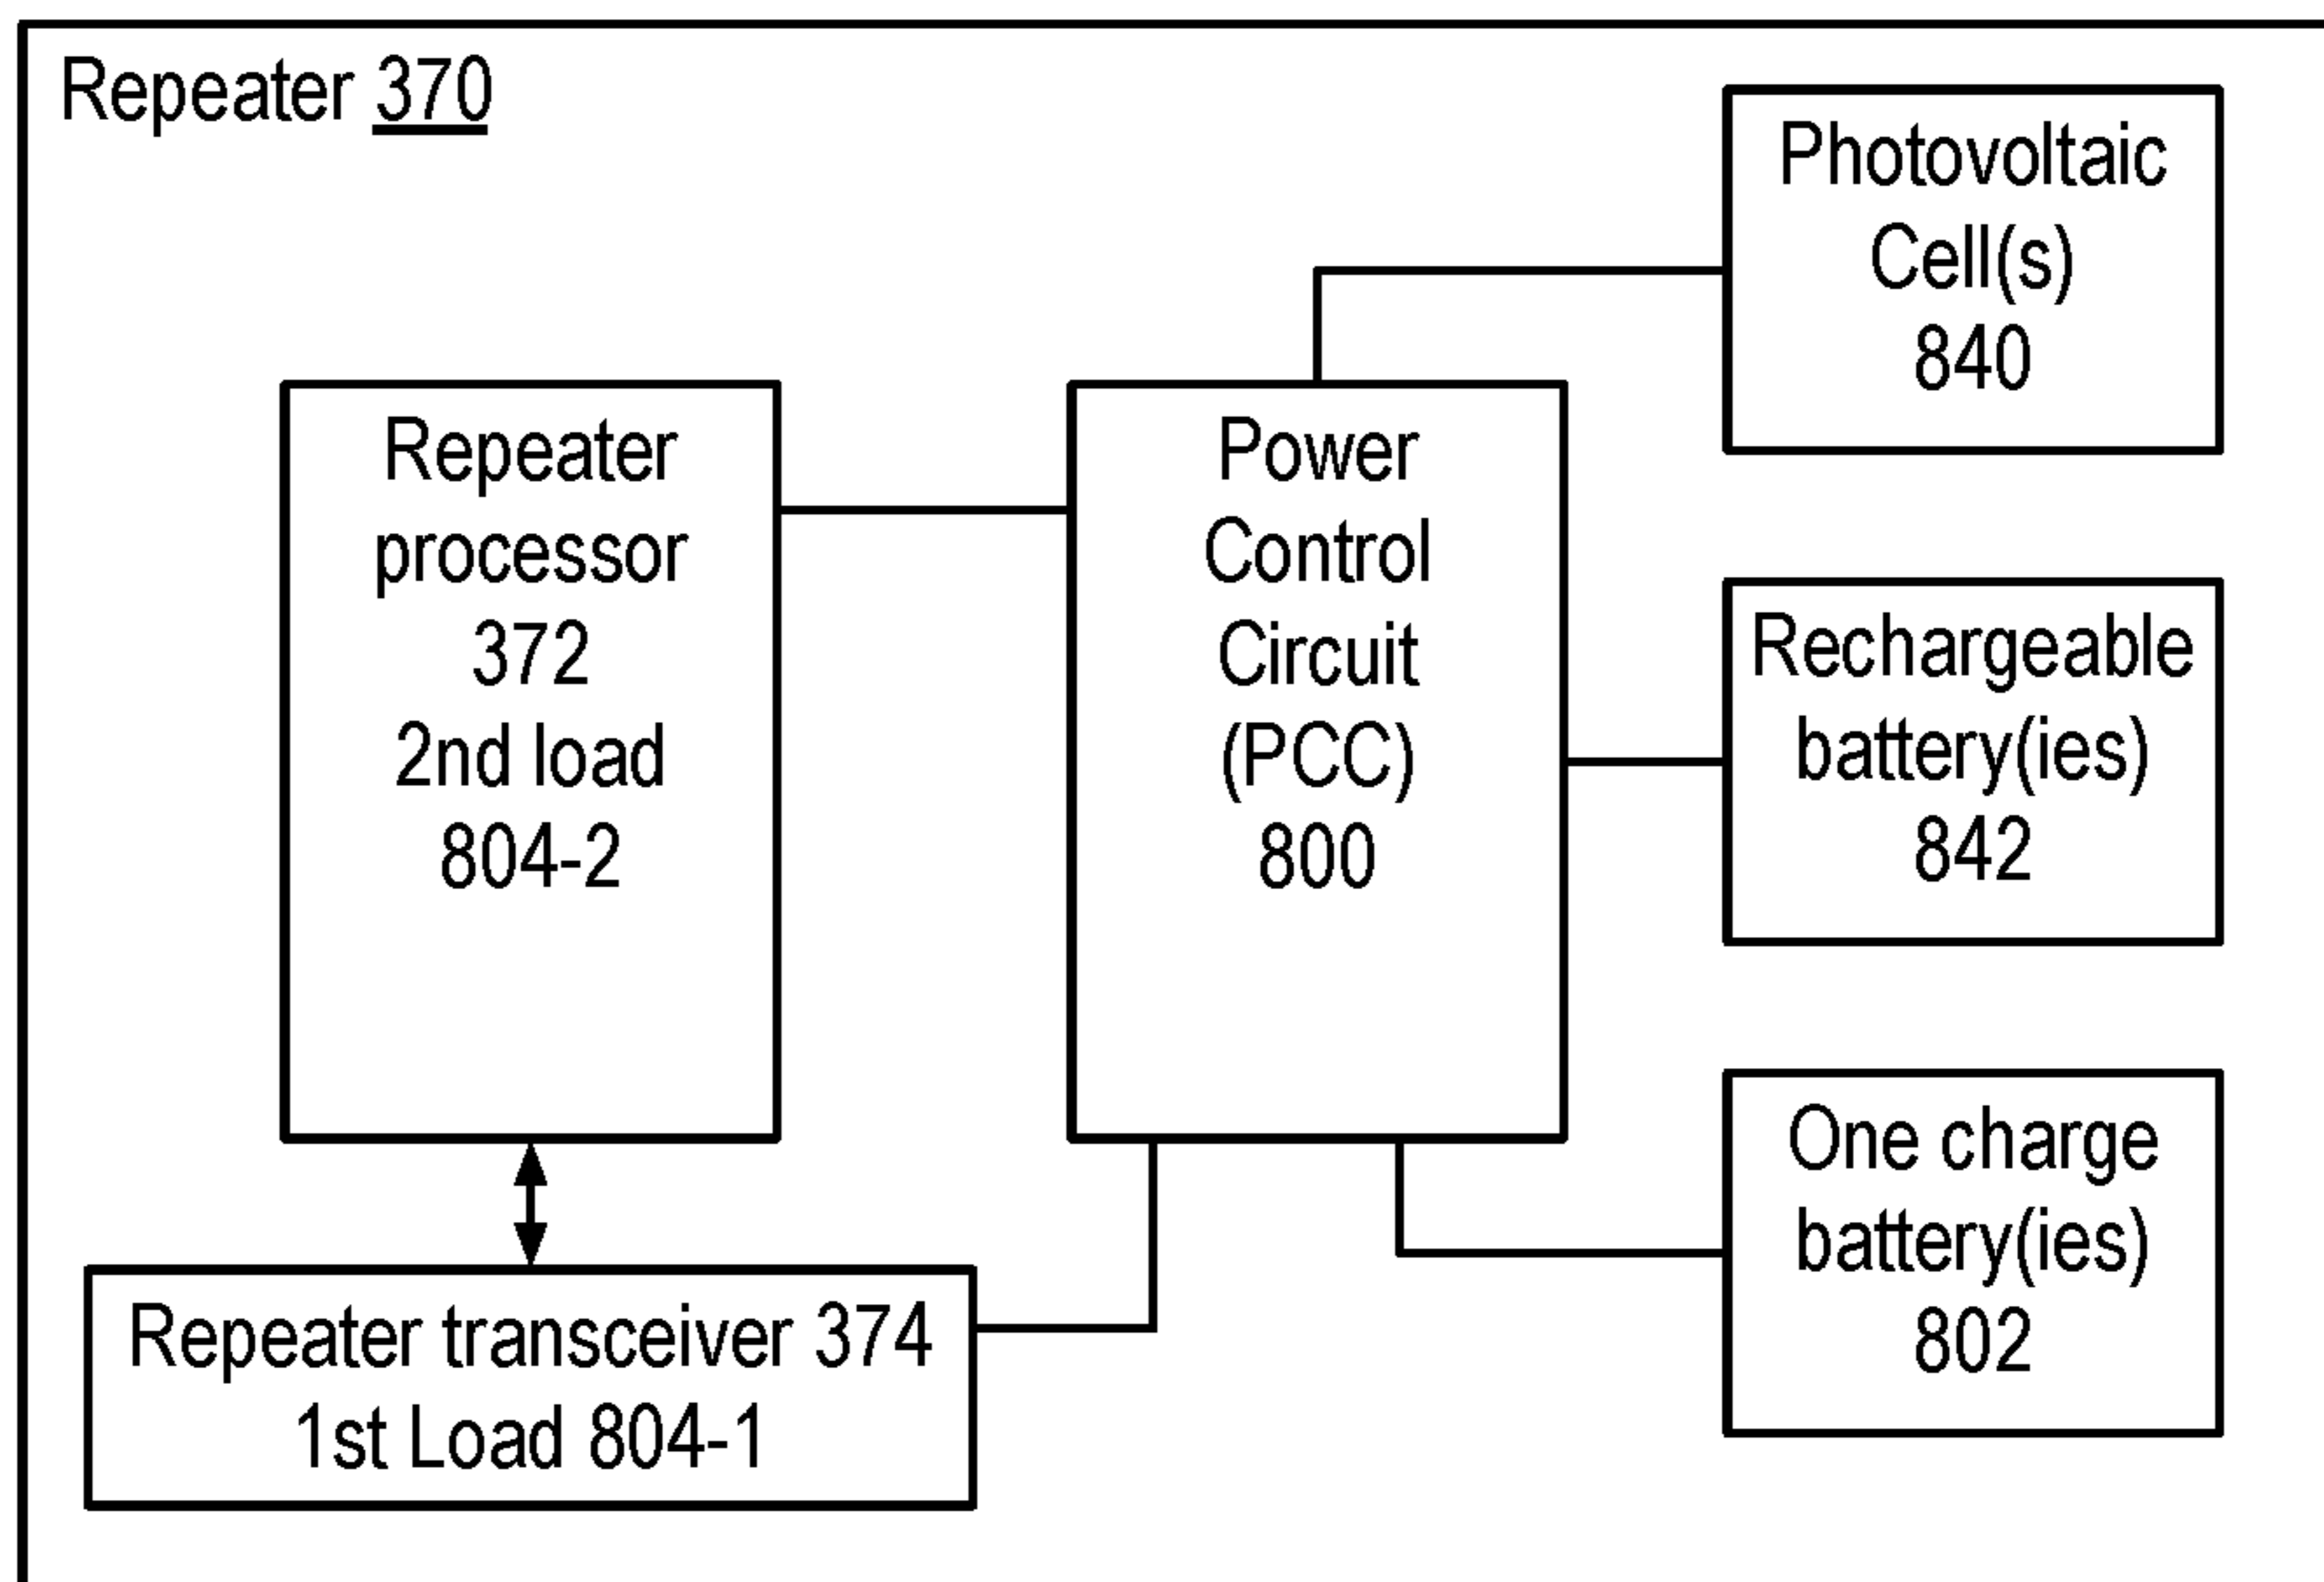 Repeater 370
Photovoltaic
Cell(s)
840
Repeater
processor
372
2nd load
804-2
Power
Control
Circuit
(PCC)
800
Rechargeable
battery(ies)
842
One charge
battery(ies)
802
Repeater transceiver 374
1st Load 804-1